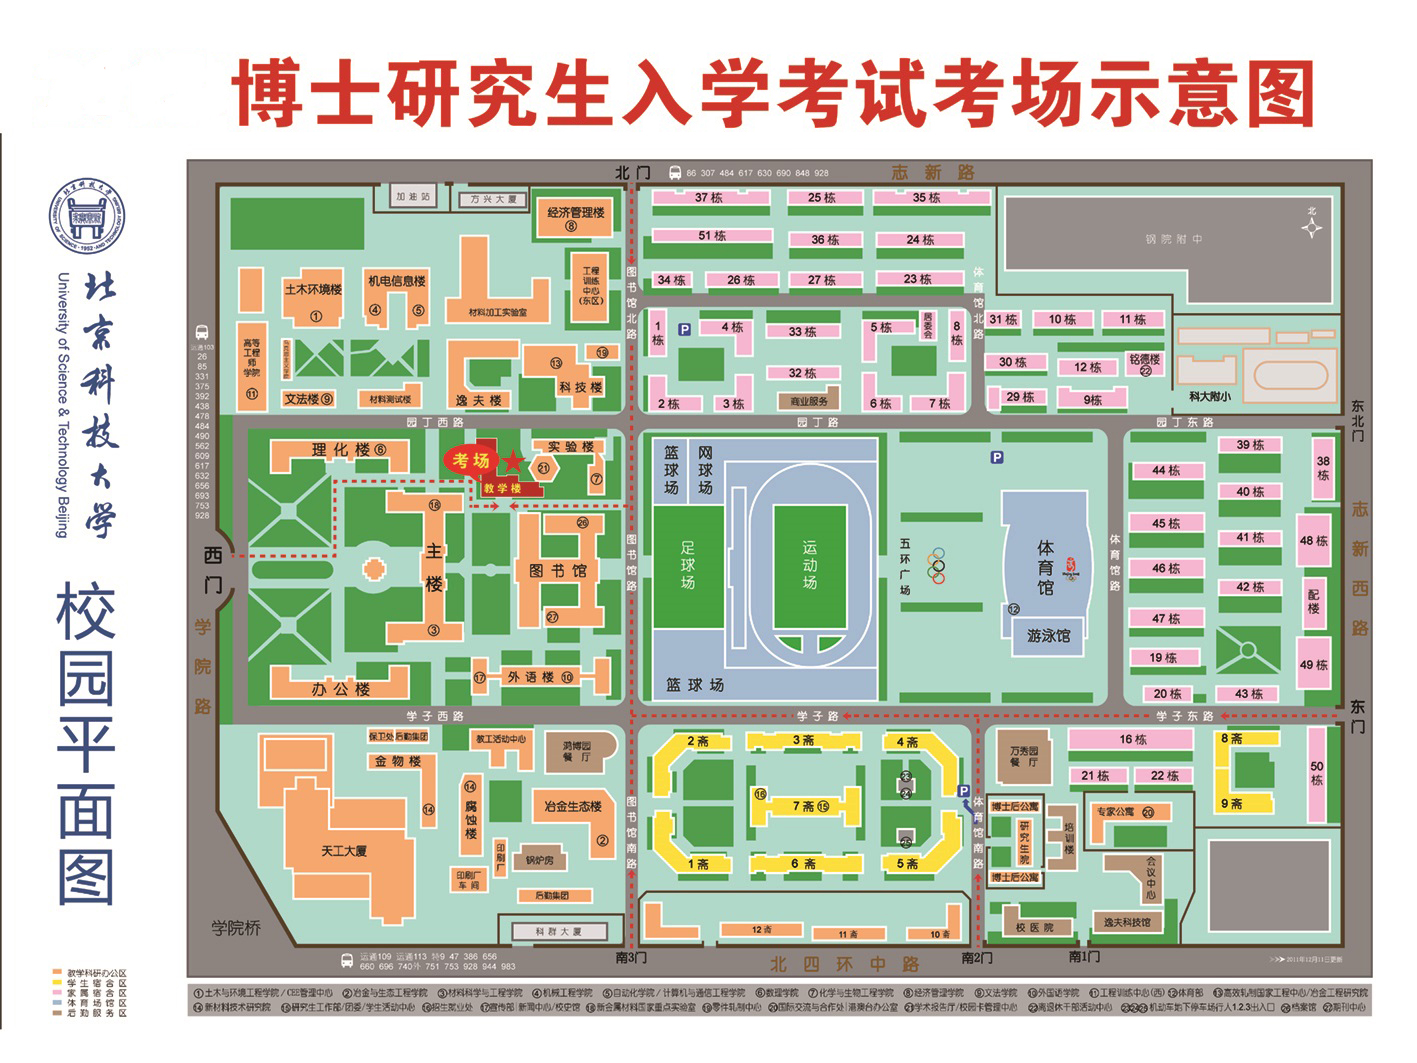 博士研究生入学考试考场示意图
北京科技大学
University of Science & Technology Beijing
校园平面图
北门
86 307 484 617 630 690 848 928
志新路
加油站
方兴大厦
经济管理楼
⑧
37栋
25栋
35栋
51栋
36栋
24栋
34栋
26栋
27栋
23栋
钢院附中
北
土木环境楼
①
机电信息楼
④
⑤
材料加工实验室
工程
训练
中心
(东区)
图书馆北路
体育馆北路
高等
工程
师
学院
⑪
文法楼⑨
材料测试楼
逸夫楼
⑬
⑲
科技楼
1栋
P
4栋
33栋
5栋
居委会
8栋
32栋
2栋
3栋
商业服务
6栋
7栋
31栋
10栋
11栋
30栋
12栋
铭德楼
㉒
29栋
9栋
科大附小
运通103
26
85
331
375
392
438
478
484
490
562
609
617
632
656
693
753
928
园丁西路
园丁路
园丁东路
东北门
理化楼⑥
考场
教学楼
实验楼
㉑
⑦
⑱
主楼
③
㉖
图书馆
㉗
办公楼
⑰
外语楼⑩
西门
学院路
图书馆路
篮球场
网球场
足球场
运动场
篮球场
五环广场
P
体育馆
⑫
游泳馆
体育馆路
39栋
38栋
44栋
40栋
45栋
41栋
48栋
46栋
42栋
配楼
47栋
19栋
49栋
20栋
43栋
志新西路
东门
学子西路
学子路
学子东路
保卫处
后勤集团
金物楼
⑭
教工活动中心
鸿博园
餐厅
⑭
腐蚀楼
冶金生态楼
②
天工大厦
印刷厂
锅炉房
印刷厂
车间
后勤集团
科群大厦
学院桥
图书馆南路
2斋
3斋
4斋
⑯
7斋⑮
㉓
㉔
㉕
1斋
6斋
5斋
12斋
11斋
10斋
P
体育馆南路
万秀园
餐厅
16栋
21栋
22栋
8斋
9斋
50栋
博士后公寓
研究生院
博士后公寓
培训楼
专家公寓⑳
会议中心
校医院
逸夫科技馆
运通109 运通113 特9 47 386 656
660 696 740外 751 753 928 944 983
南3门
北四环中路
南2门
南1门
>>>2011年12月11日更新
教学科研办公区
学生宿舍区
家属宿舍区
体育场馆区
后勤服务区
①土木与环境工程学院/CEE管理中心 ②冶金与生态工程学院 ③材料科学与工程学院 ④机械工程学院 ⑤自动化学院/计算机与通信工程学院 ⑥数理学院 ⑦化学与生物工程学院 ⑧经济管理学院 ⑨文法学院 ⑩外国语学院 ⑪工程训练中心(西) ⑫体育部 ⑬高效轧制国家工程中心/冶金工程研究院
⑭新材料技术研究院 ⑮研究生工作部/团委/学生活动中心 ⑯招生就业处 ⑰宣传部 新闻中心/校史馆 ⑱新金属材料国家重点实验室 ⑲零件轧制中心 ⑳国际交流与合作处 港澳台办公室 ㉑学术报告厅/校园卡管理中心 ㉒离退休干部活动中心 ㉓㉔㉕机动车地下停车场行人1.2.3出入口 ㉖档案馆 ㉗期刊中心